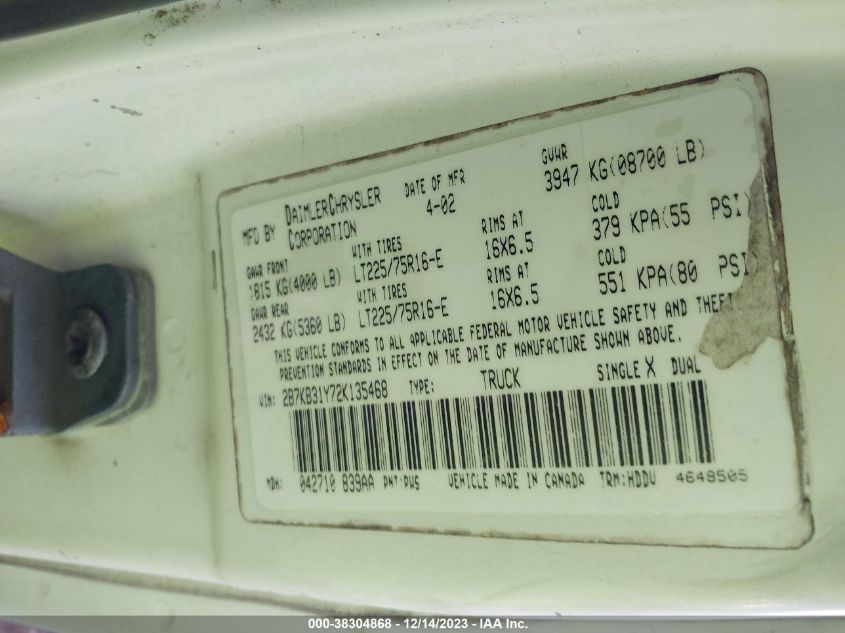 MFD BY DAIMLERCHRYSLER CORPORATION DATE OF MFR 4-02 GVWR 3947 KG(08700 LB)
GAWR FRONT WITH TIRES RIMS AT COLD
1815 KG(4000 LB) LT225/75R16-E 16X6.5 379 KPA(55 PSI)
GAWR REAR WITH TIRES RIMS AT COLD
2432 KG(5360 LB) LT225/75R16-E 16X6.5 551 KPA(80 PSI)
THIS VEHICLE CONFORMS TO ALL APPLICABLE FEDERAL MOTOR VEHICLE SAFETY AND THEFT
PREVENTION STANDARDS IN EFFECT ON THE DATE OF MANUFACTURE SHOWN ABOVE.
VIN: 2B7KB31Y72K135468 TYPE: TRUCK SINGLE X DUAL
MDH: 042710 839AA PNT:PW5 VEHICLE MADE IN CANADA TRM:HDDV 4648505
000-38304868 - 12/14/2023 - IAA Inc.